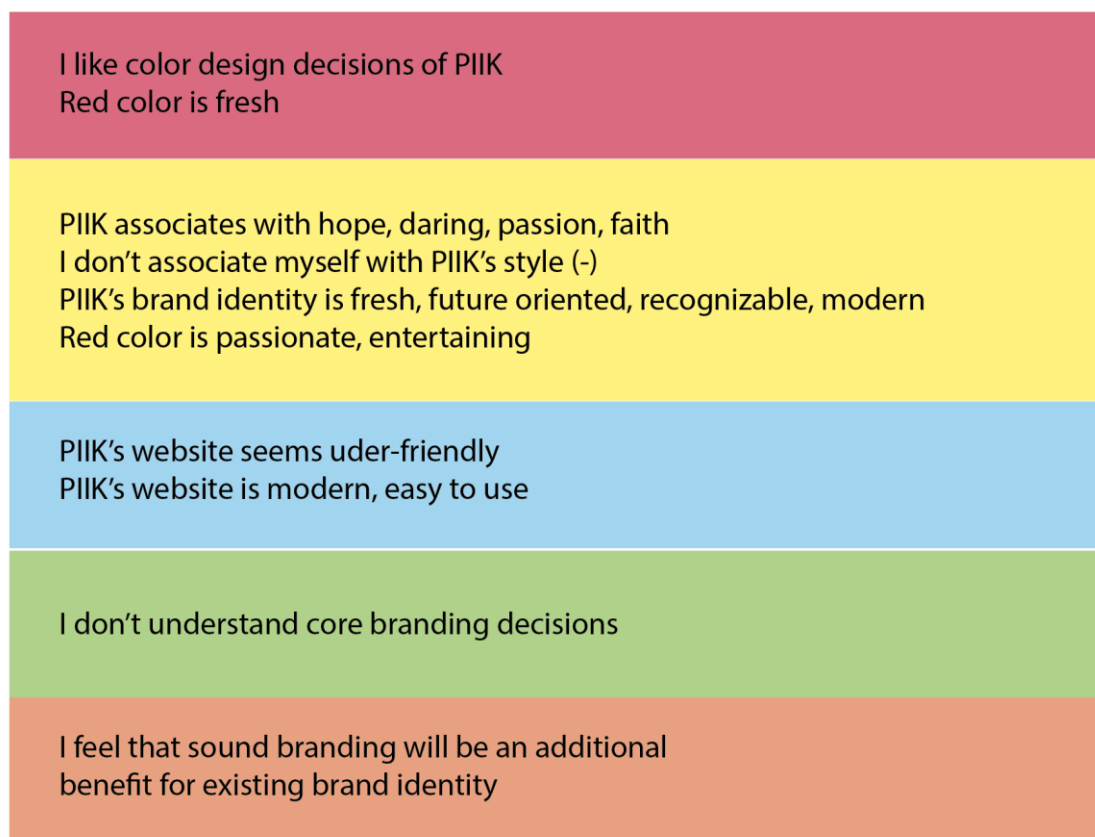 I like color design decisions of PIIK
Red color is fresh
PIIK associates with hope, daring, passion, faith
I don’t associate myself with PIIK’s style (-)
PIIK’s brand identity is fresh, future oriented, recognizable, modern
Red color is passionate, entertaining
PIIK’s website seems uder-friendly
PIIK’s website is modern, easy to use
I don’t understand core branding decisions
I feel that sound branding will be an additional
benefit for existing brand identity